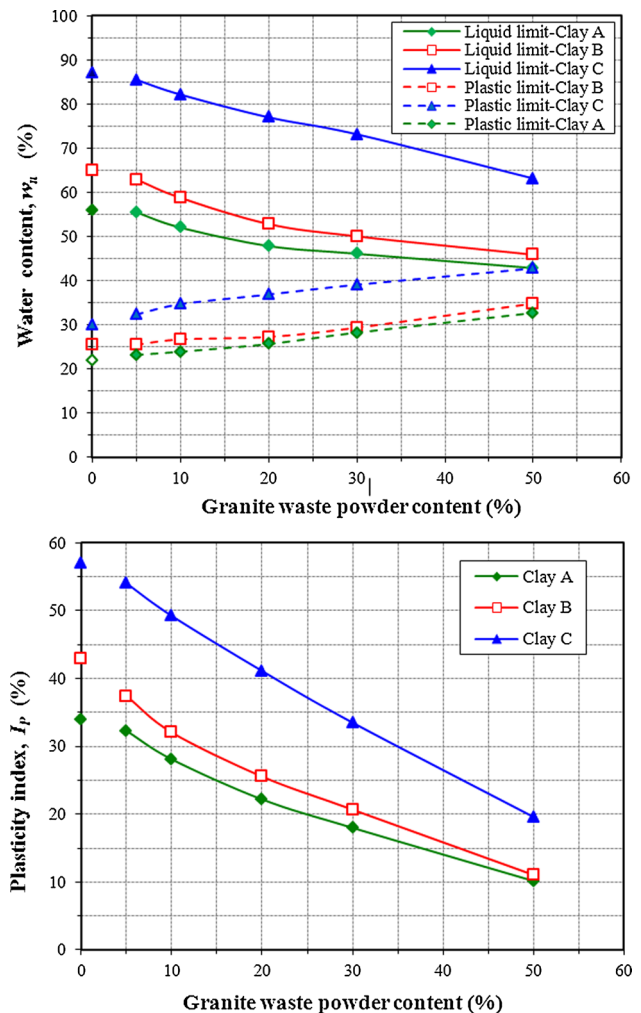 100
90
80
70
60
50
40
30
20
10
0
Water content, wn (%)
Liquid limit-Clay A
Liquid limit-Clay B
Liquid limit-Clay C
Plastic limit-Clay B
Plastic limit-Clay C
Plastic limit-Clay A
0 10 20 30 40 50 60
Granite waste powder content (%)
60
50
40
30
20
10
0
Plasticity index, IP (%)
Clay A
Clay B
Clay C
0 10 20 30 40 50 60
Granite waste powder content (%)